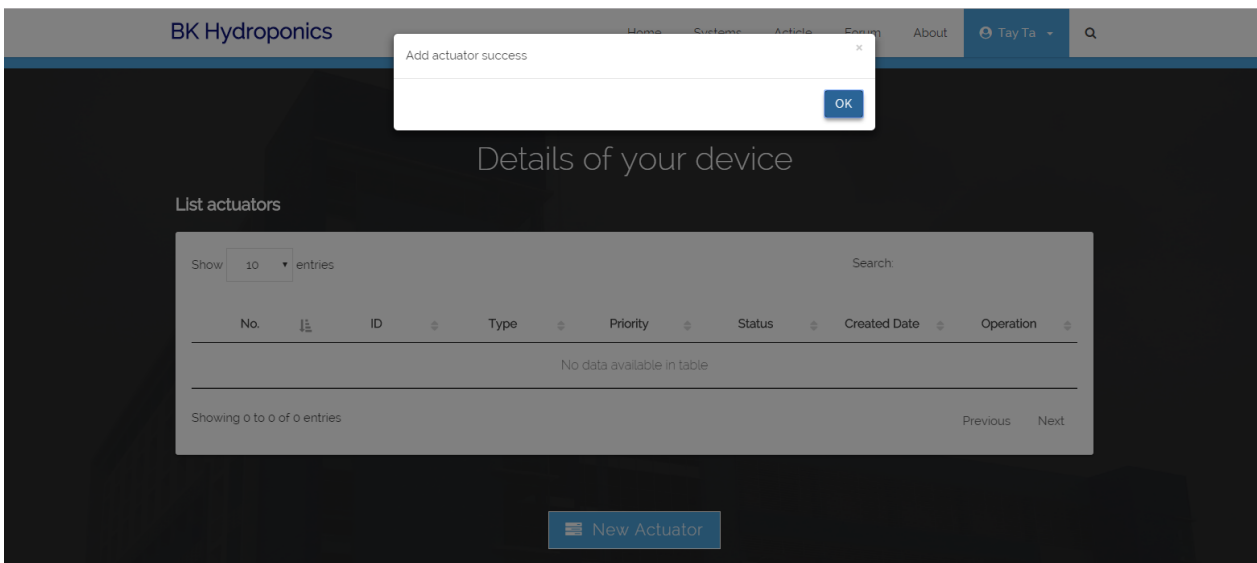 BK Hydroponics
Home Systems Acticle Forum About Tay Ta
Add actuator success ×
OK
Details of your device
List actuators
Show 10 entries Search:
No. ID Type Priority Status Created Date Operation
No data available in table
Showing 0 to 0 of 0 entries
Previous Next
New Actuator